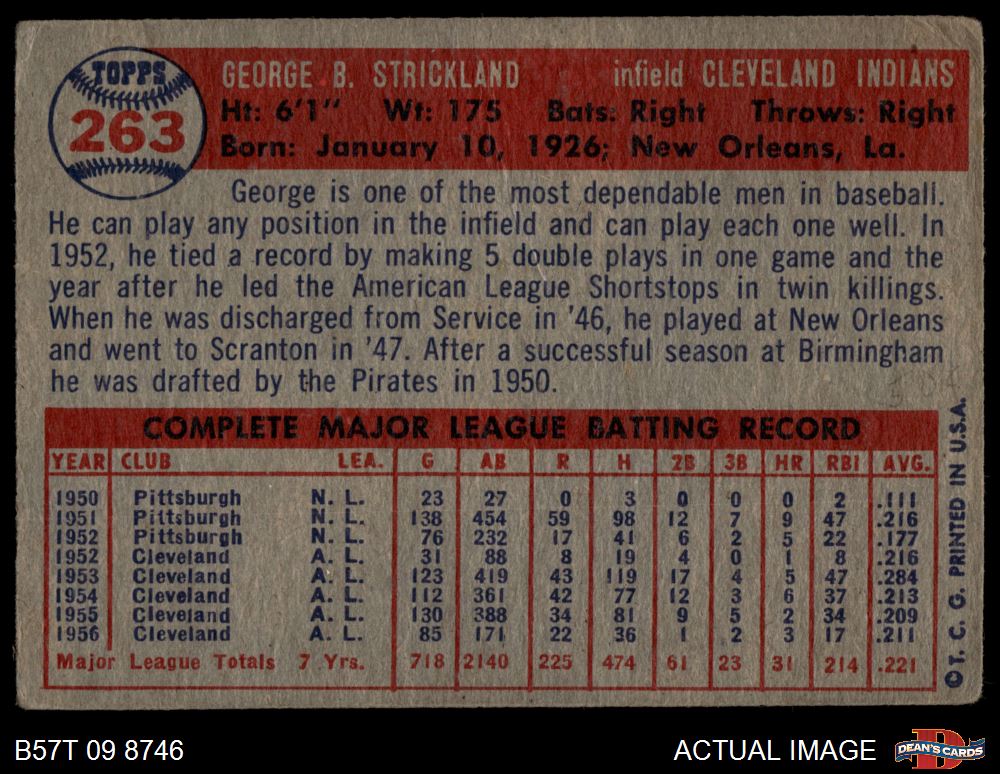 TOPPS
263
GEORGE B. STRICKLAND infield CLEVELAND INDIANS
Ht: 6'1" Wt: 175 Bats: Right Throws: Right
Born: January 10, 1926; New Orleans, La.
George is one of the most dependable men in baseball.
He can play any position in the infield and can play each one well. In
1952, he tied a record by making 5 double plays in one game and the
year after he led the American League Shortstops in twin killings.
When he was discharged from Service in '46, he played at New Orleans
and went to Scranton in '47. After a successful season at Birmingham
he was drafted by the Pirates in 1950.
COMPLETE MAJOR LEAGUE BATTING RECORD
YEAR CLUB LEA. G AB R H 2B 3B HR RBI AVG.
1950 Pittsburgh N. L. 23 27 0 3 0 0 0 2 .111
1951 Pittsburgh N. L. 138 454 59 98 12 7 9 47 .216
1952 Pittsburgh N. L. 76 232 17 41 6 2 5 22 .177
1952 Cleveland A. L. 31 88 8 19 4 0 1 8 .216
1953 Cleveland A. L. 123 419 43 119 17 4 5 47 .284
1954 Cleveland A. L. 112 361 42 77 12 3 6 37 .213
1955 Cleveland A. L. 130 388 34 81 9 5 2 34 .209
1956 Cleveland A. L. 85 171 22 36 1 2 3 17 .211
Major League Totals 7 Yrs. 718 2140 225 474 61 23 31 214 .221
©T. C. G. PRINTED IN U.S.A.
B57T 09 8746
ACTUAL IMAGE
D
DEAN'S CARDS